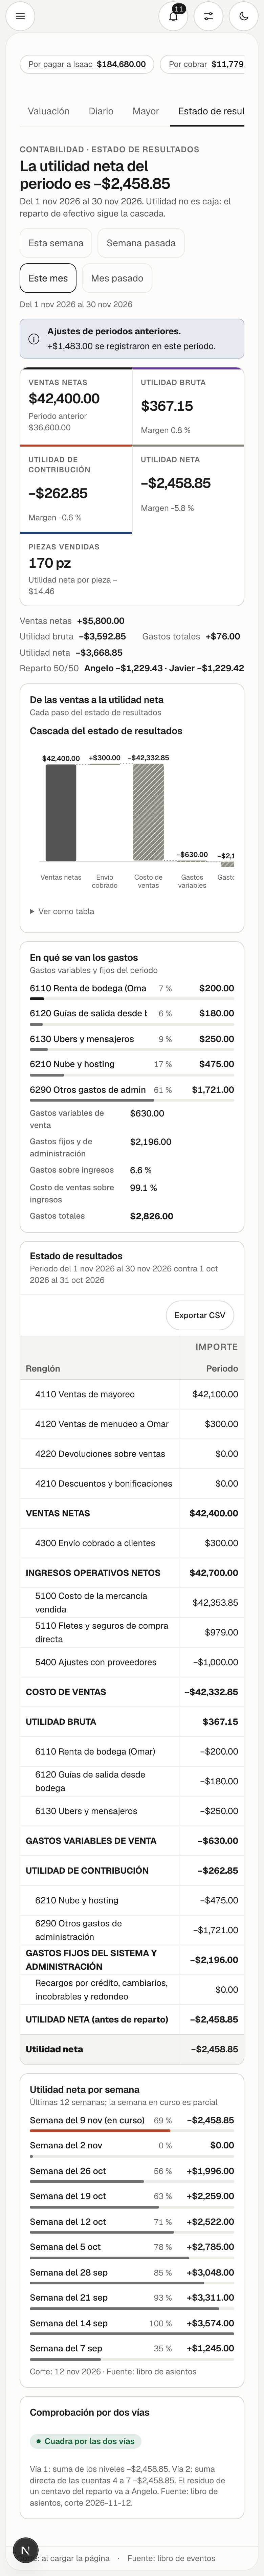 11
Por pagar a Isaac $184,680.00
Por cobrar $11,779.
Valuación Diario Mayor Estado de resul
CONTABILIDAD · ESTADO DE RESULTADOS
La utilidad neta del
periodo es −$2,458.85
Del 1 nov 2026 al 30 nov 2026. Utilidad no es caja: el
reparto de efectivo sigue la cascada.
Esta semana Semana pasada
Este mes Mes pasado
Del 1 nov 2026 al 30 nov 2026
Ajustes de periodos anteriores.
+$1,483.00 se registraron en este periodo.
VENTAS NETAS
$42,400.00
Periodo anterior
$36,600.00
UTILIDAD BRUTA
$367.15
Margen 0.8 %
UTILIDAD DE
CONTRIBUCIÓN
−$262.85
Margen -0.6 %
UTILIDAD NETA
−$2,458.85
Margen -5.8 %
PIEZAS VENDIDAS
170 pz
Utilidad neta por pieza −
$14.46
Ventas netas +$5,800.00
Utilidad bruta −$3,592.85 Gastos totales +$76.00
Utilidad neta −$3,668.85
Reparto 50/50 Angelo −$1,229.43 · Javier −$1,229.42
De las ventas a la utilidad neta
Cada paso del estado de resultados
Cascada del estado de resultados
$42,400.00 +$300.00 −$42,332.85
−$630.00 −$2,1
Ventas netas
Envío
cobrado
Costo de
ventas
Gastos
variables
Gasto
Ver como tabla
En qué se van los gastos
Gastos variables y fijos del periodo
6110 Renta de bodega (Oma 7 % $200.00
6120 Guías de salida desde b 6 % $180.00
6130 Ubers y mensajeros 9 % $250.00
6210 Nube y hosting 17 % $475.00
6290 Otros gastos de admin 61 % $1,721.00
Gastos variables de
venta
$630.00
Gastos fijos y de
administración
$2,196.00
Gastos sobre ingresos 6.6 %
Costo de ventas sobre
ingresos
99.1 %
Gastos totales $2,826.00
Estado de resultados
Periodo del 1 nov 2026 al 30 nov 2026 contra 1 oct
2026 al 31 oct 2026
Exportar CSV
IMPORTE
Renglón Periodo
4110 Ventas de mayoreo $42,100.00
4120 Ventas de menudeo a Omar $300.00
4220 Devoluciones sobre ventas $0.00
4210 Descuentos y bonificaciones $0.00
VENTAS NETAS $42,400.00
4300 Envío cobrado a clientes $300.00
INGRESOS OPERATIVOS NETOS $42,700.00
5100 Costo de la mercancía
vendida
$42,353.85
5110 Fletes y seguros de compra
directa
$979.00
5400 Ajustes con proveedores −$1,000.00
COSTO DE VENTAS −$42,332.85
UTILIDAD BRUTA $367.15
6110 Renta de bodega (Omar) −$200.00
6120 Guías de salida desde
bodega
−$180.00
6130 Ubers y mensajeros −$250.00
GASTOS VARIABLES DE VENTA −$630.00
UTILIDAD DE CONTRIBUCIÓN −$262.85
6210 Nube y hosting −$475.00
6290 Otros gastos de
administración
−$1,721.00
GASTOS FIJOS DEL SISTEMA Y
ADMINISTRACIÓN
−$2,196.00
Recargos por crédito, cambiarios,
incobrables y redondeo
$0.00
UTILIDAD NETA (antes de reparto) −$2,458.85
Utilidad neta −$2,458.85
Utilidad neta por semana
Últimas 12 semanas; la semana en curso es parcial
Semana del 9 nov (en curso) 69 % −$2,458.85
Semana del 2 nov 0 % $0.00
Semana del 26 oct 56 % +$1,996.00
Semana del 19 oct 63 % +$2,259.00
Semana del 12 oct 71 % +$2,522.00
Semana del 5 oct 78 % +$2,785.00
Semana del 28 sep 85 % +$3,048.00
Semana del 21 sep 93 % +$3,311.00
Semana del 14 sep 100 % +$3,574.00
Semana del 7 sep 35 % +$1,245.00
Corte: 12 nov 2026 · Fuente: libro de asientos
Comprobación por dos vías
Cuadra por las dos vías
Vía 1: suma de los niveles −$2,458.85. Vía 2: suma
directa de las cuentas 4 a 7 −$2,458.85. El residuo de
un centavo del reparto va a Angelo. Fuente: libro de
asientos, corte 2026-11-12.
N
al cargar la página · Fuente: libro de eventos